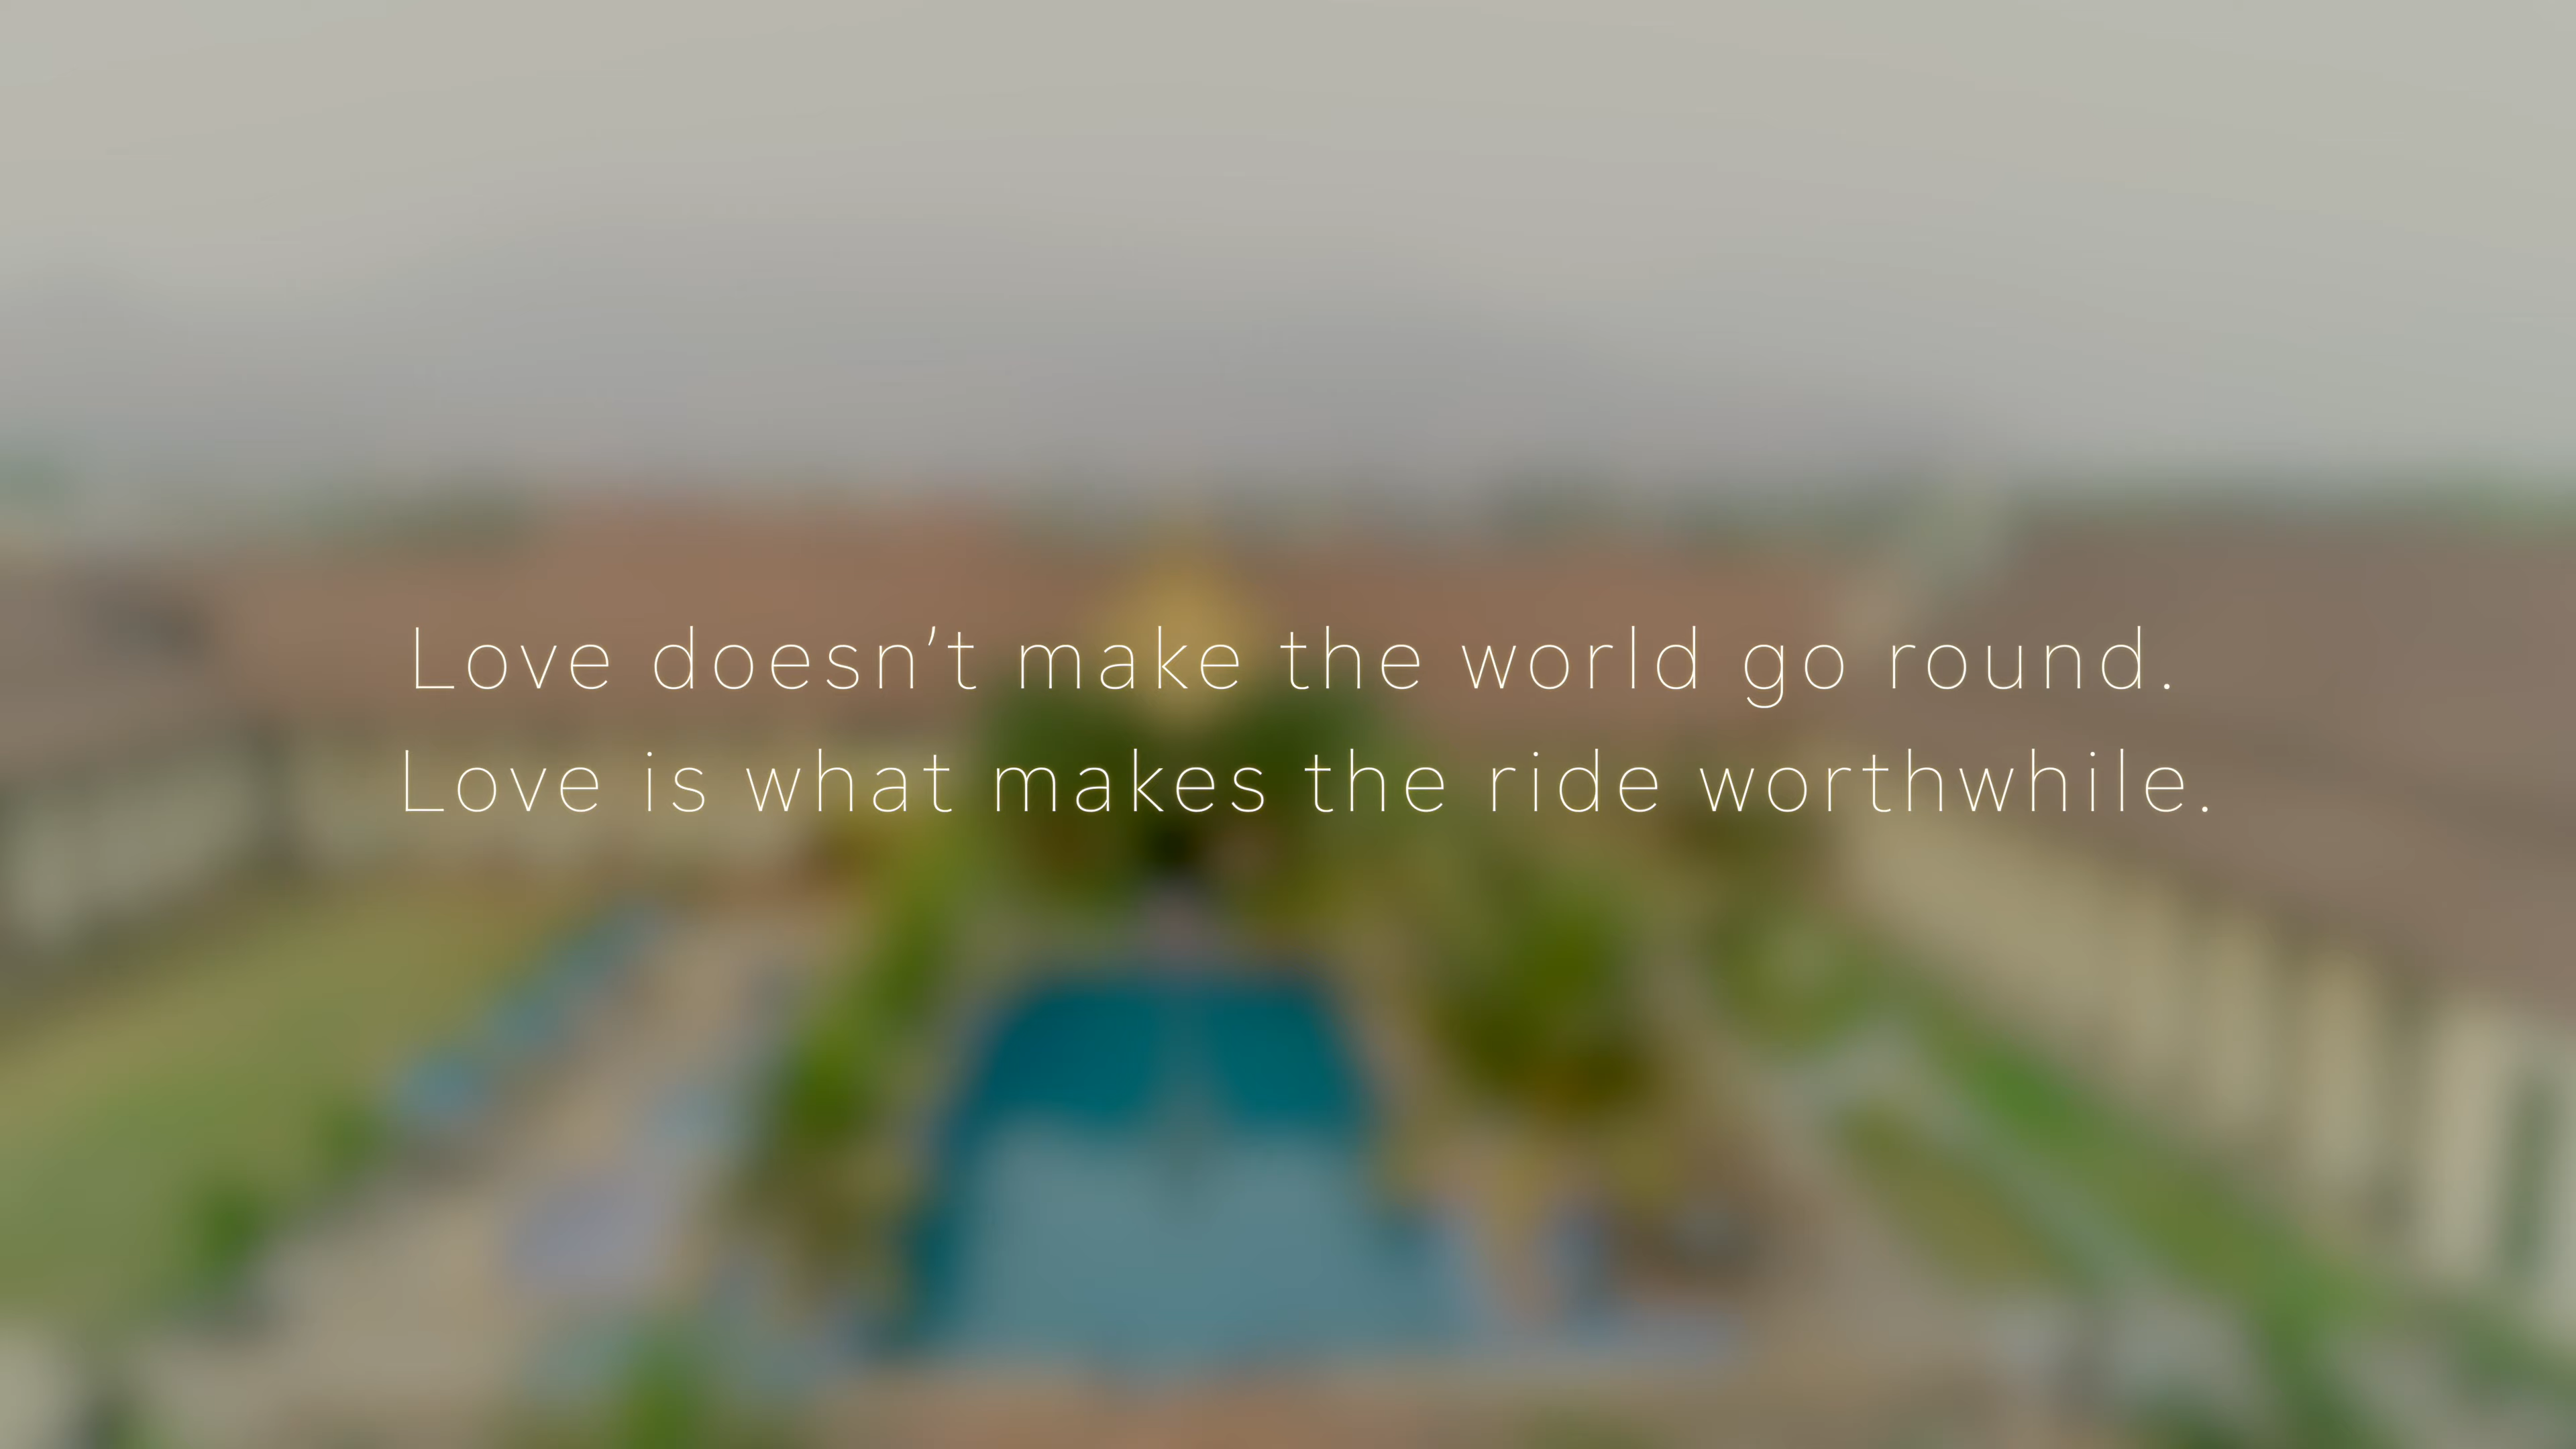 Love doesn’t make the world go round.
Love is what makes the ride worthwhile.